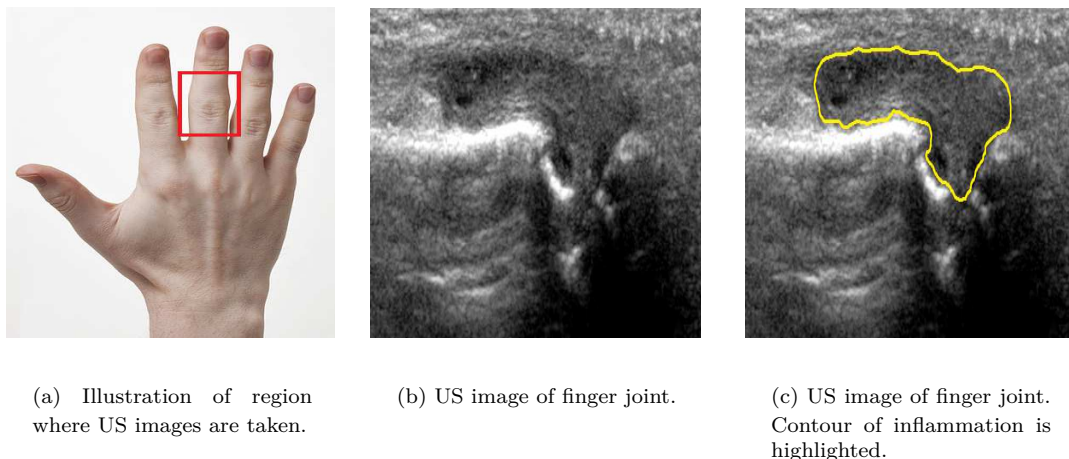 (a) Illustration of region
where US images are taken.
(b) US image of finger joint.
(c) US image of finger joint.
Contour of inflammation is
highlighted.